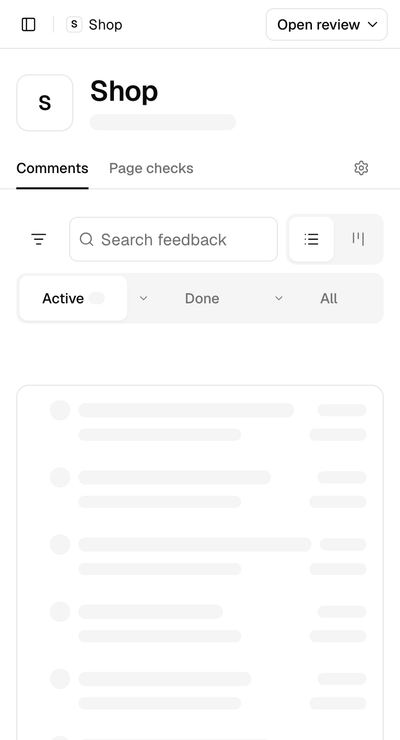 S Shop
Open review
S
Shop
Comments
Page checks
Search feedback
Active
Done
All